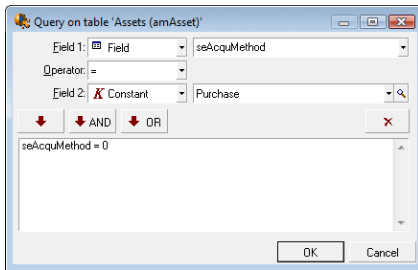 Query on table 'Assets (amAsset)'
Field 1: Field seAcquMethod
Operator: =
Field 2: K Constant Purchase
AND OR
seAcquMethod = 0
OK Cancel